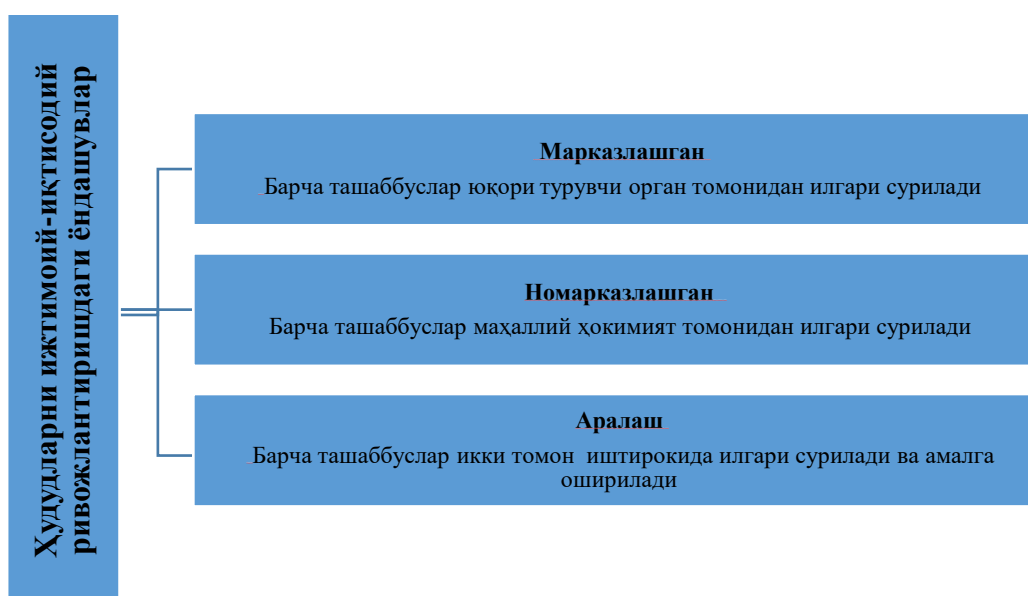 Ҳудудларни ижтимоий-иқтисодий
ривожлантиришдаги ёндашувлар
Марказлашган
Барча ташаббуслар юқори турувчи орган томонидан илгари сурилади
Номарказлашган
Барча ташаббуслар маҳаллий ҳокимият томонидан илгари сурилади
Аралаш
Барча ташаббуслар икки томон иштирокида илгари сурилади ва амалга
оширилади